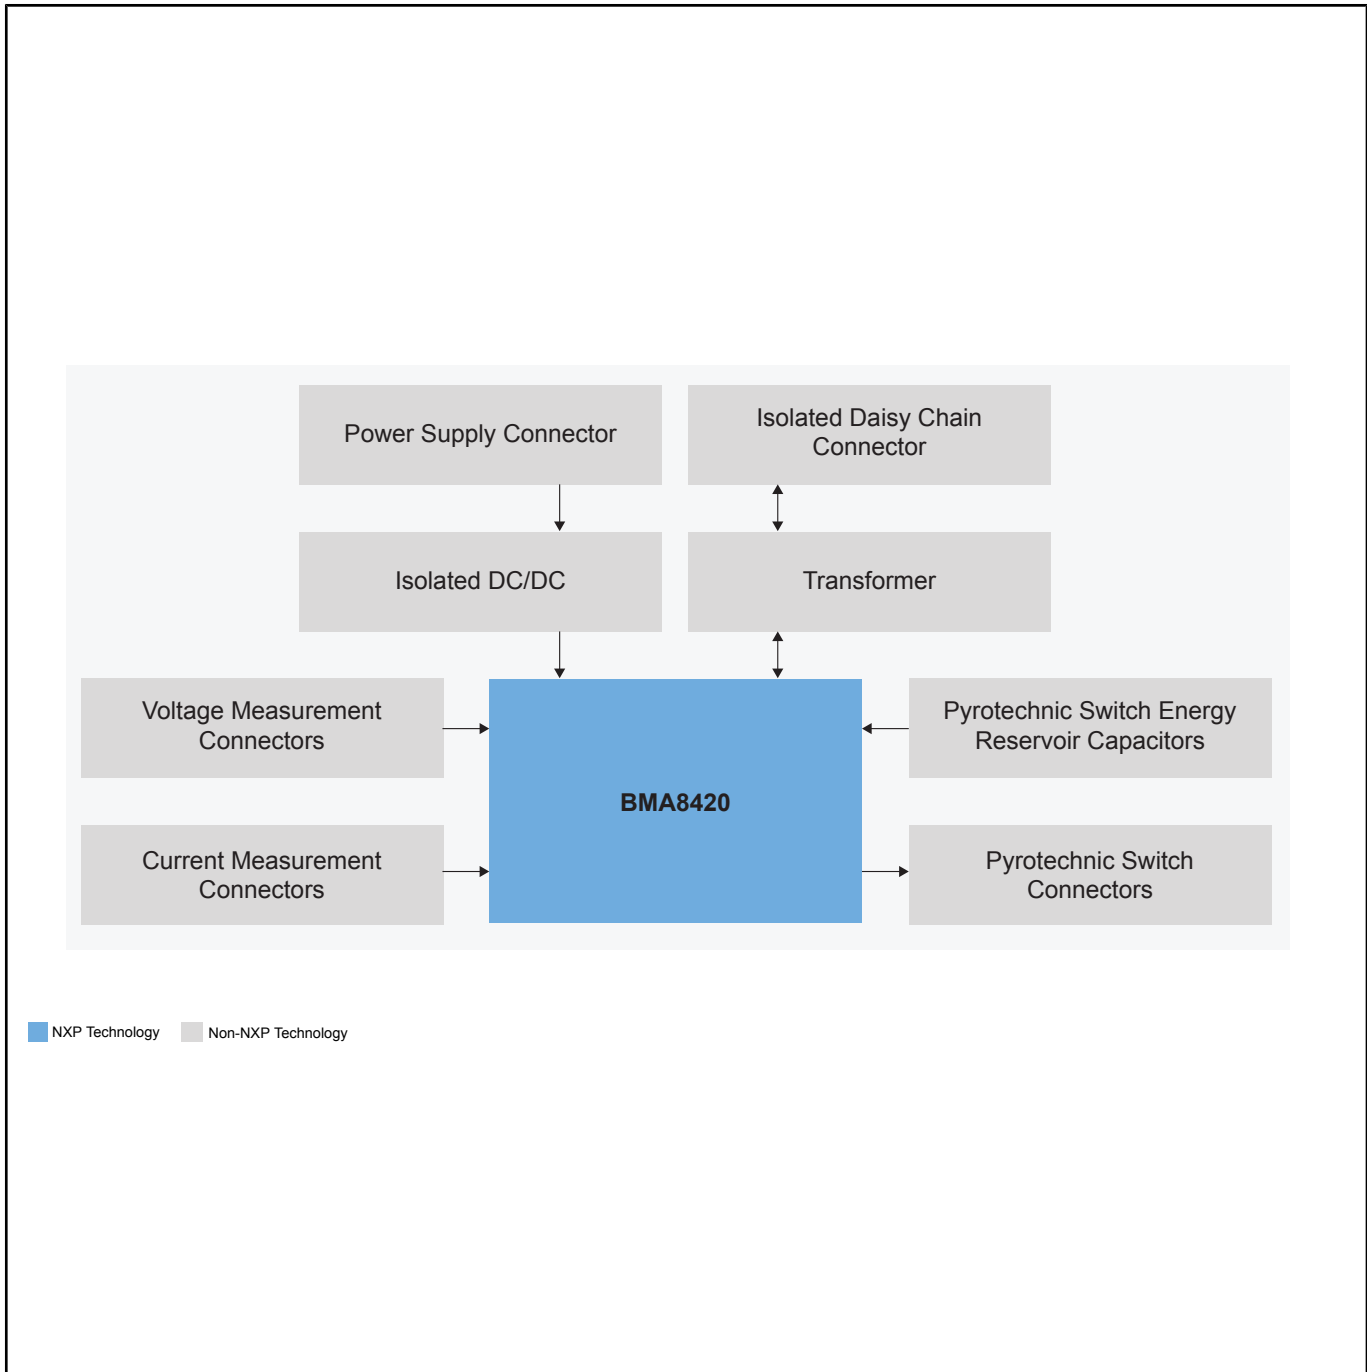 Power Supply Connector
Isolated Daisy Chain
Connector
Isolated DC/DC
Transformer
Voltage Measurement
Connectors
Pyrotechnic Switch Energy
Reservoir Capacitors
BMA8420
Current Measurement
Connectors
Pyrotechnic Switch
Connectors
NXP Technology
Non-NXP Technology